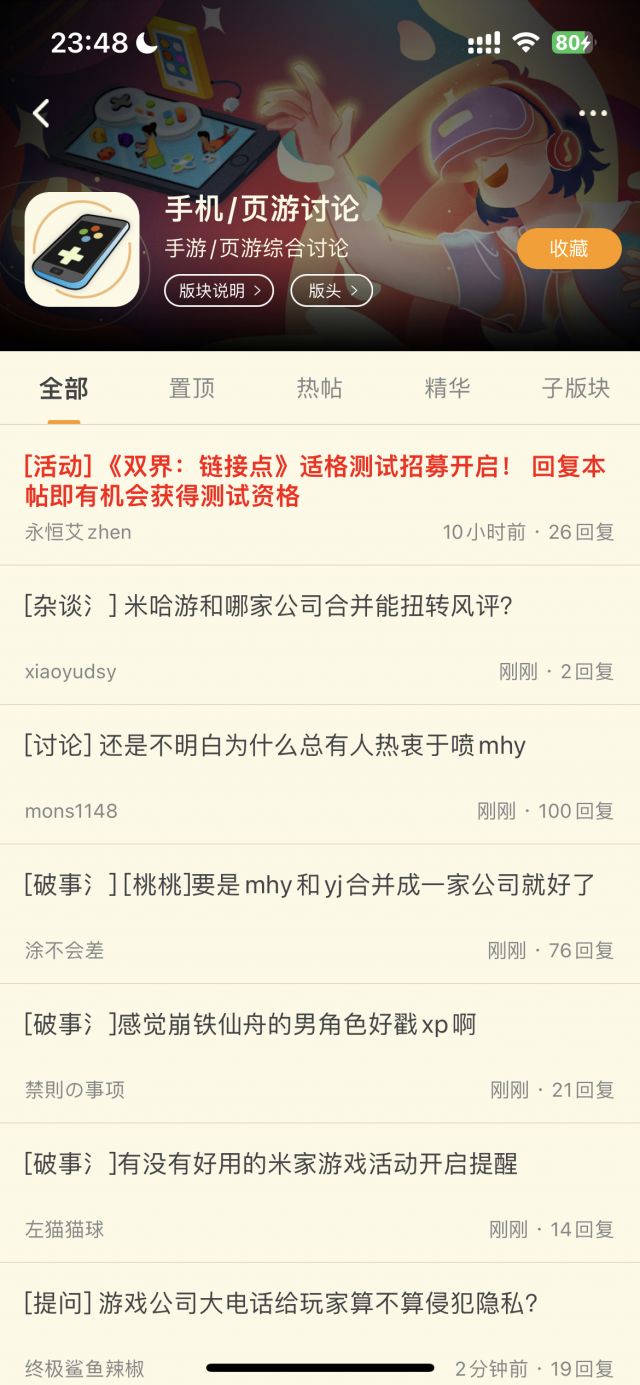 23:48
80
手机/页游讨论
手游/页游综合讨论
收藏
版块说明 >
版头 >
全部 置顶 热帖 精华 子版块
[活动]《双界：链接点》适格测试招募开启！ 回复本
帖即有机会获得测试资格
永恒艾zhen 10小时前 · 26回复
[杂谈氵] 米哈游和哪家公司合并能扭转风评?
xiaoyudsy 刚刚 · 2回复
[讨论] 还是不明白为什么总有人热衷于喷mhy
mons1148 刚刚 · 100回复
[破事氵] [桃桃]要是mhy和yj合并成一家公司就好了
涂不会差 刚刚 · 76回复
[破事氵]感觉崩铁仙舟的男角色好戳xp啊
禁則の事项 刚刚 · 21回复
[破事氵]有没有好用的米家游戏活动开启提醒
左猫猫球 刚刚 · 14回复
[提问] 游戏公司大电话给玩家算不算侵犯隐私?
终极鲨鱼辣椒 2分钟前 · 19回复